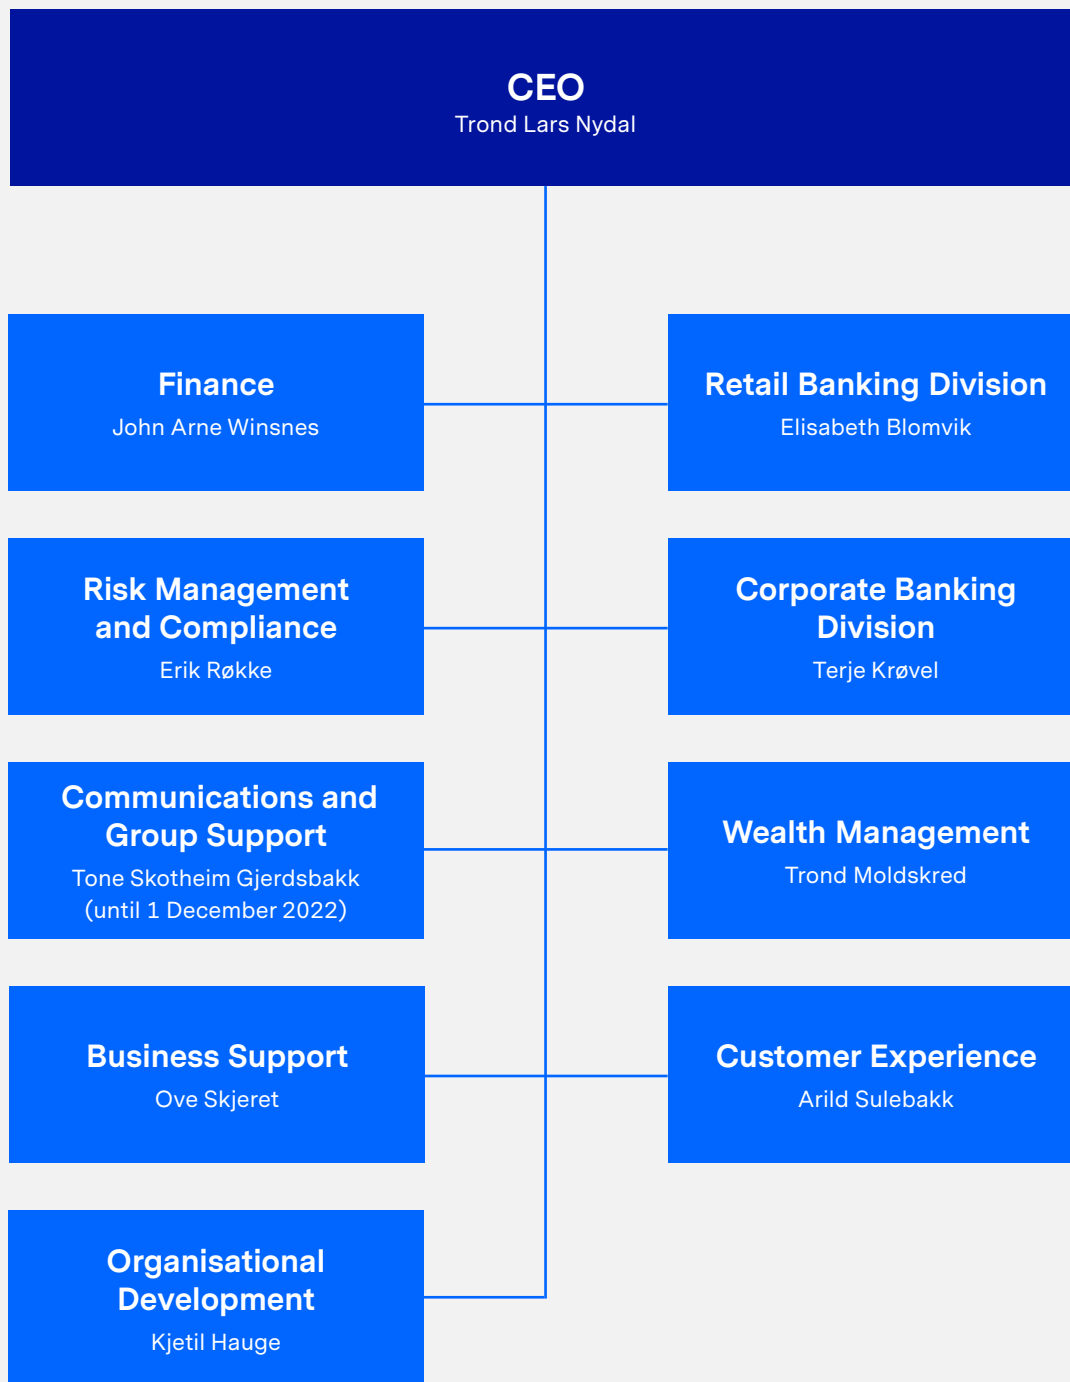 CEO
Trond Lars Nydal
Finance
John Arne Winsnes
Retail Banking Division
Elisabeth Blomvik
Risk Management
and Compliance
Erik Røkke
Corporate Banking
Division
Terje Krøvel
Communications and
Group Support
Tone Skotheim Gjerdsbakk
(until 1 December 2022)
Wealth Management
Trond Moldskred
Business Support
Ove Skjeret
Customer Experience
Arild Sulebakk
Organisational
Development
Kjetil Hauge